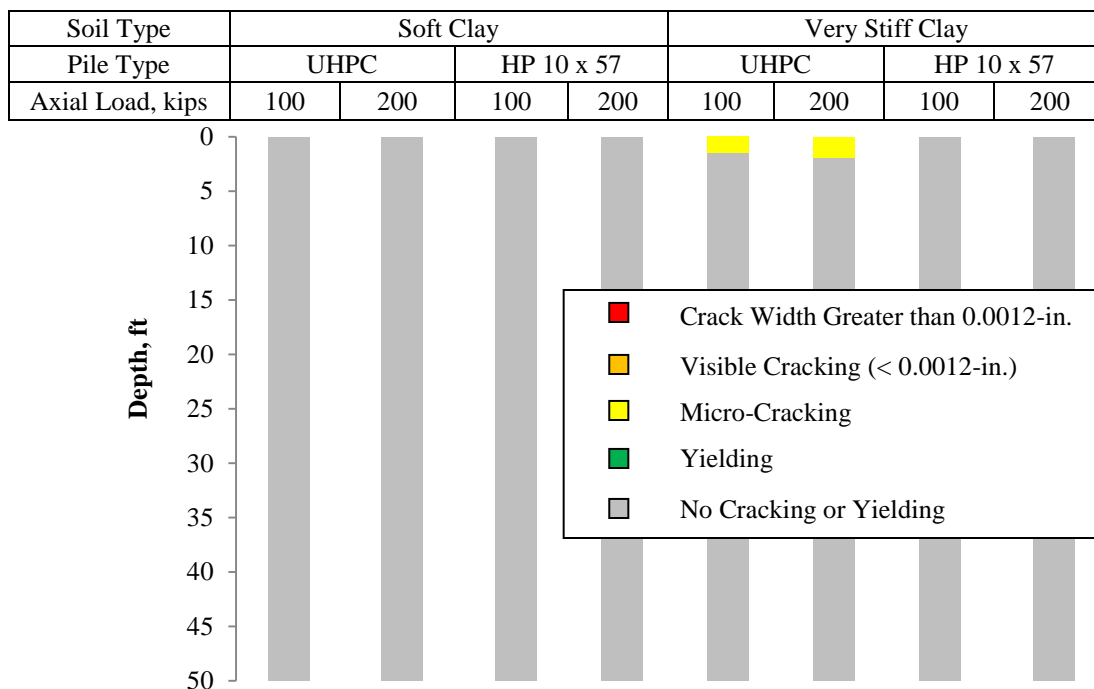 Soil Type Soft Clay Very Stiff Clay
Pile Type UHPC HP 10 x 57 UHPC HP 10 x 57
Axial Load, kips 100 200 100 200 100 200 100 200
0
5
10
15
20
25
30
35
40
45
50
Depth, ft
Crack Width Greater than 0.0012-in.
Visible Cracking (< 0.0012-in.)
Micro-Cracking
Yielding
No Cracking or Yielding